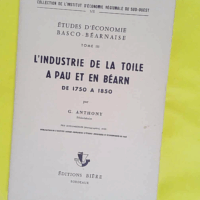 COLLECTION DE L'INSTITUT D'ÉCONOMIE RÉGIONALE DU SUD-OUEST
ÉTUDES D'ÉCONOMIE
BASCO-BÉARNAISE
TOME III
L'INDUSTRIE DE LA TOILE
A PAU ET EN BÉARN
DE 1750 A 1850
par
G. ANTHONY
ÉDITIONS BIÈRE
BORDEAUX